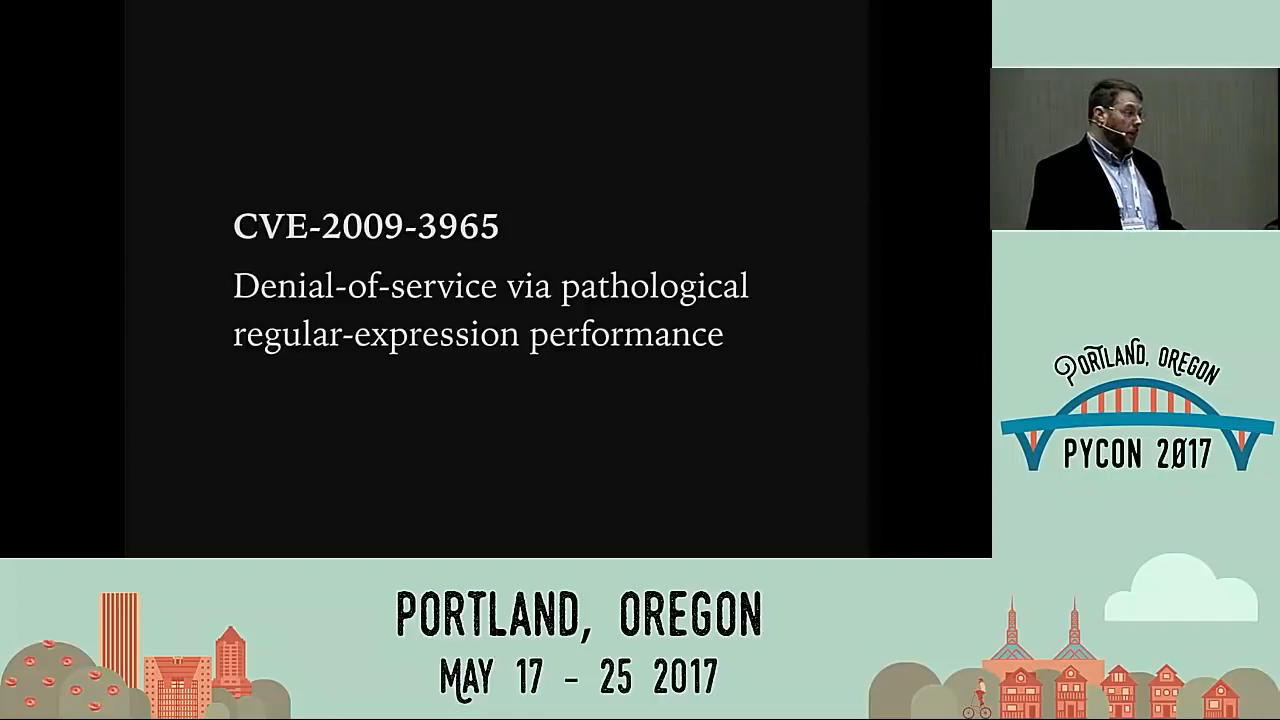 CVE-2009-3965
Denial-of-service via pathological
regular-expression performance
PORTLAND, OREGON
PYCON 2017
PORTLAND, OREGON
MAY 17 - 25 2017